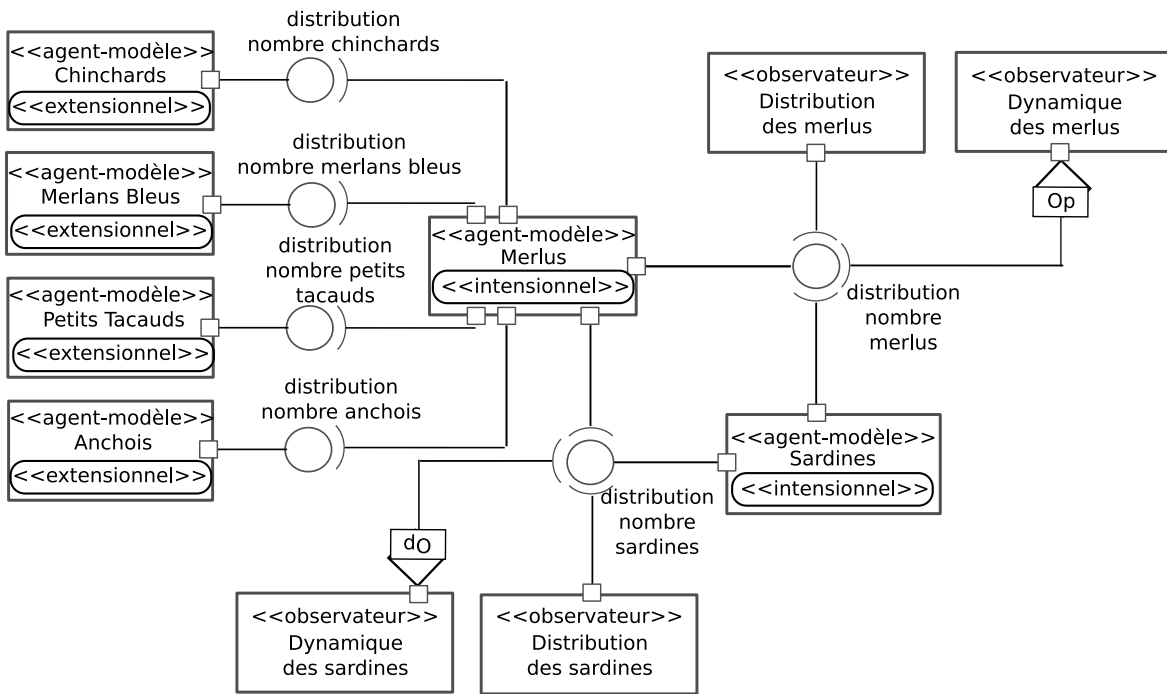 distribution
nombre chinchards
<<agent-modèle>>
Chinchards
<<extensionnel>>
<<observateur>>
Distribution
des merlus
<<observateur>>
Dynamique
des merlus
distribution
nombre merlans bleus
<<agent-modèle>>
Merlans Bleus
<<extensionnel>>
Op
distribution
nombre petits
tacauds
<<agent-modèle>>
Merlus
<<intensionnel>>
<<agent-modèle>>
Petits Tacauds
<<extensionnel>>
distribution
nombre
merlus
distribution
nombre anchois
<<agent-modèle>>
Anchois
<<extensionnel>>
<<agent-modèle>>
Sardines
<<intensionnel>>
distribution
nombre
sardines
Op
<<observateur>>
Dynamique
des sardines
<<observateur>>
Distribution
des sardines